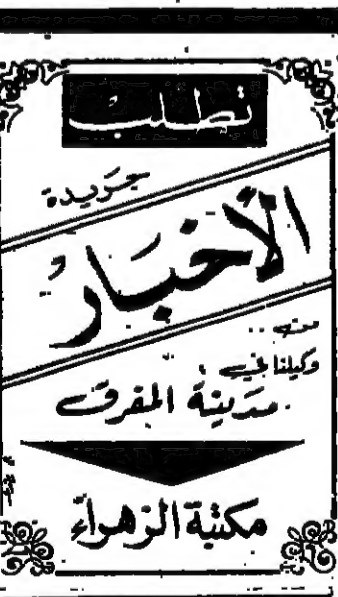 تطلب
جريدة
الأخبار
من ..
وكيلنا في :
مدينة المفرق
مكتبة الزهراء